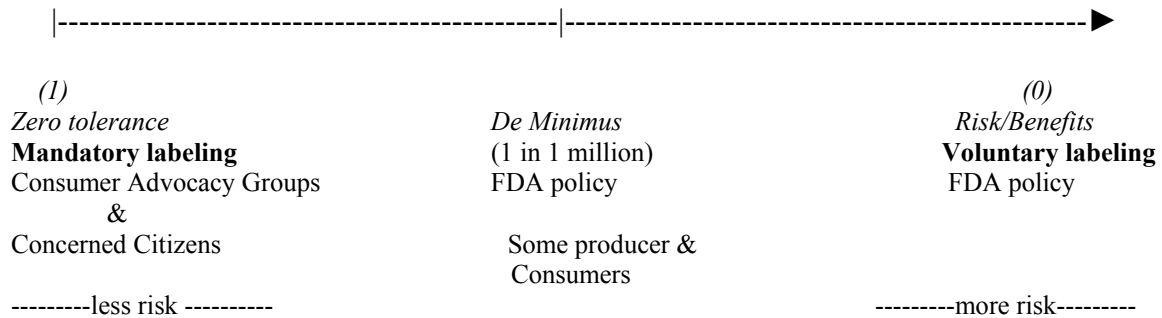 |-----------------------------------------------|-------------------------------------------------►
(1) (0)
Zero tolerance De Minimus Risk/Benefits
Mandatory labeling (1 in 1 million) Voluntary labeling
Consumer Advocacy Groups FDA policy FDA policy
&
Concerned Citizens Some producer &
Consumers
---------less risk ---------- ---------more risk---------